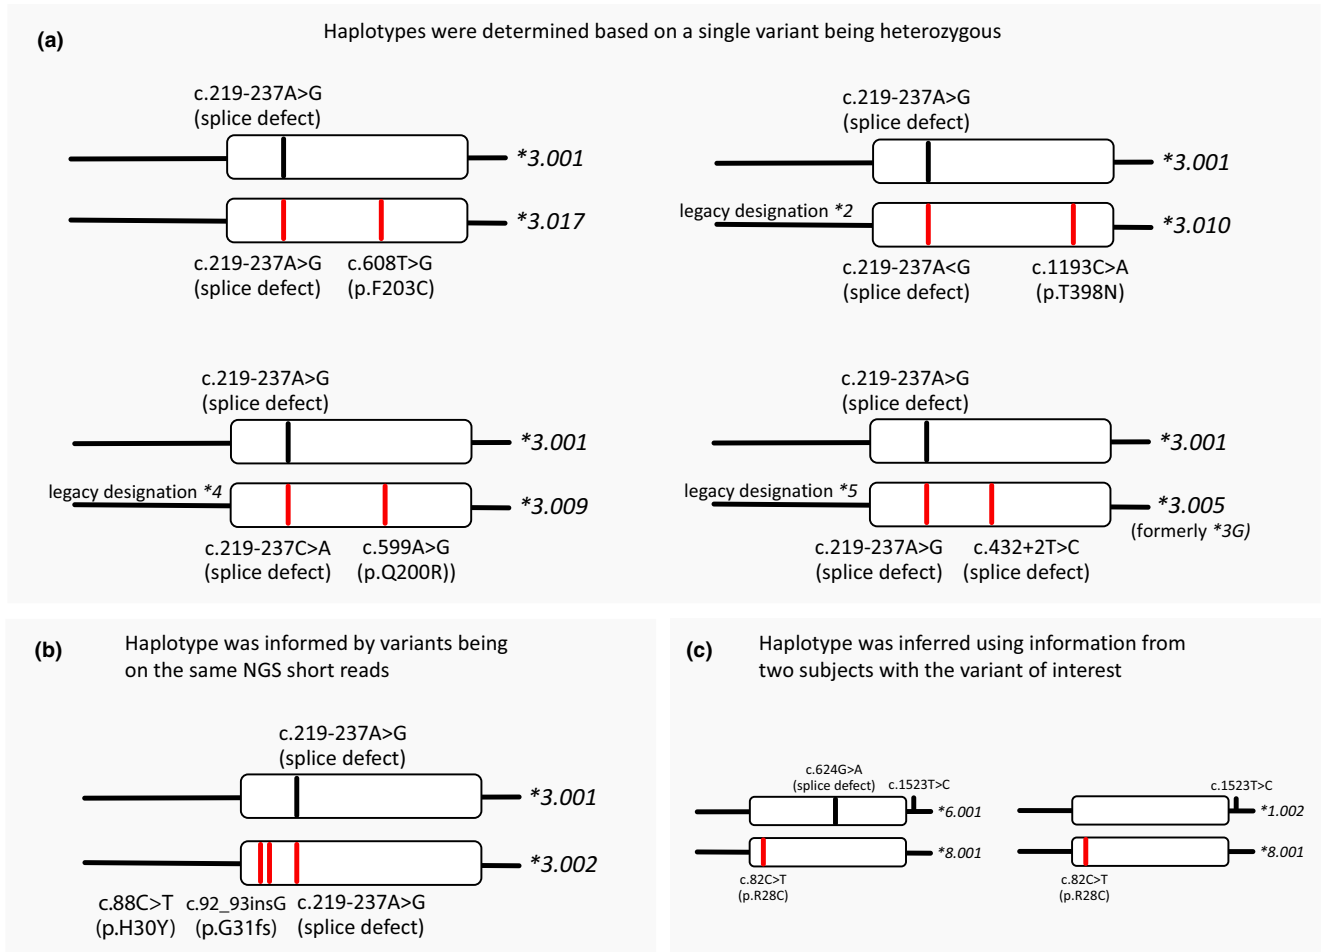 (a)
Haplotypes were determined based on a single variant being heterozygous
c.219-237A>G
(splice defect)
*3.001
*3.017
c.219-237A>G c.608T>G
(splice defect) (p.F203C)
c.219-237A>G
(splice defect)
*3.001
legacy designation *2
*3.010
c.219-237A<G c.1193C>A
(splice defect) (p.T398N)
c.219-237A>G
(splice defect)
*3.001
legacy designation *4
*3.009
c.219-237C>A c.599A>G
(splice defect) (p.Q200R))
c.219-237A>G
(splice defect)
*3.001
legacy designation *5
*3.005
(formerly *3G)
c.219-237A>G c.432+2T>C
(splice defect) (splice defect)
(b)
Haplotype was informed by variants being
on the same NGS short reads
c.219-237A>G
(splice defect)
*3.001
*3.002
c.88C>T c.92_93insG c.219-237A>G
(p.H30Y) (p.G31fs) (splice defect)
(c)
Haplotype was inferred using information from
two subjects with the variant of interest
c.624G>A
(splice defect) c.1523T>C
*6.001
*8.001
c.82C>T
(p.R28C)
c.1523T>C
*1.002
*8.001
c.82C>T
(p.R28C)